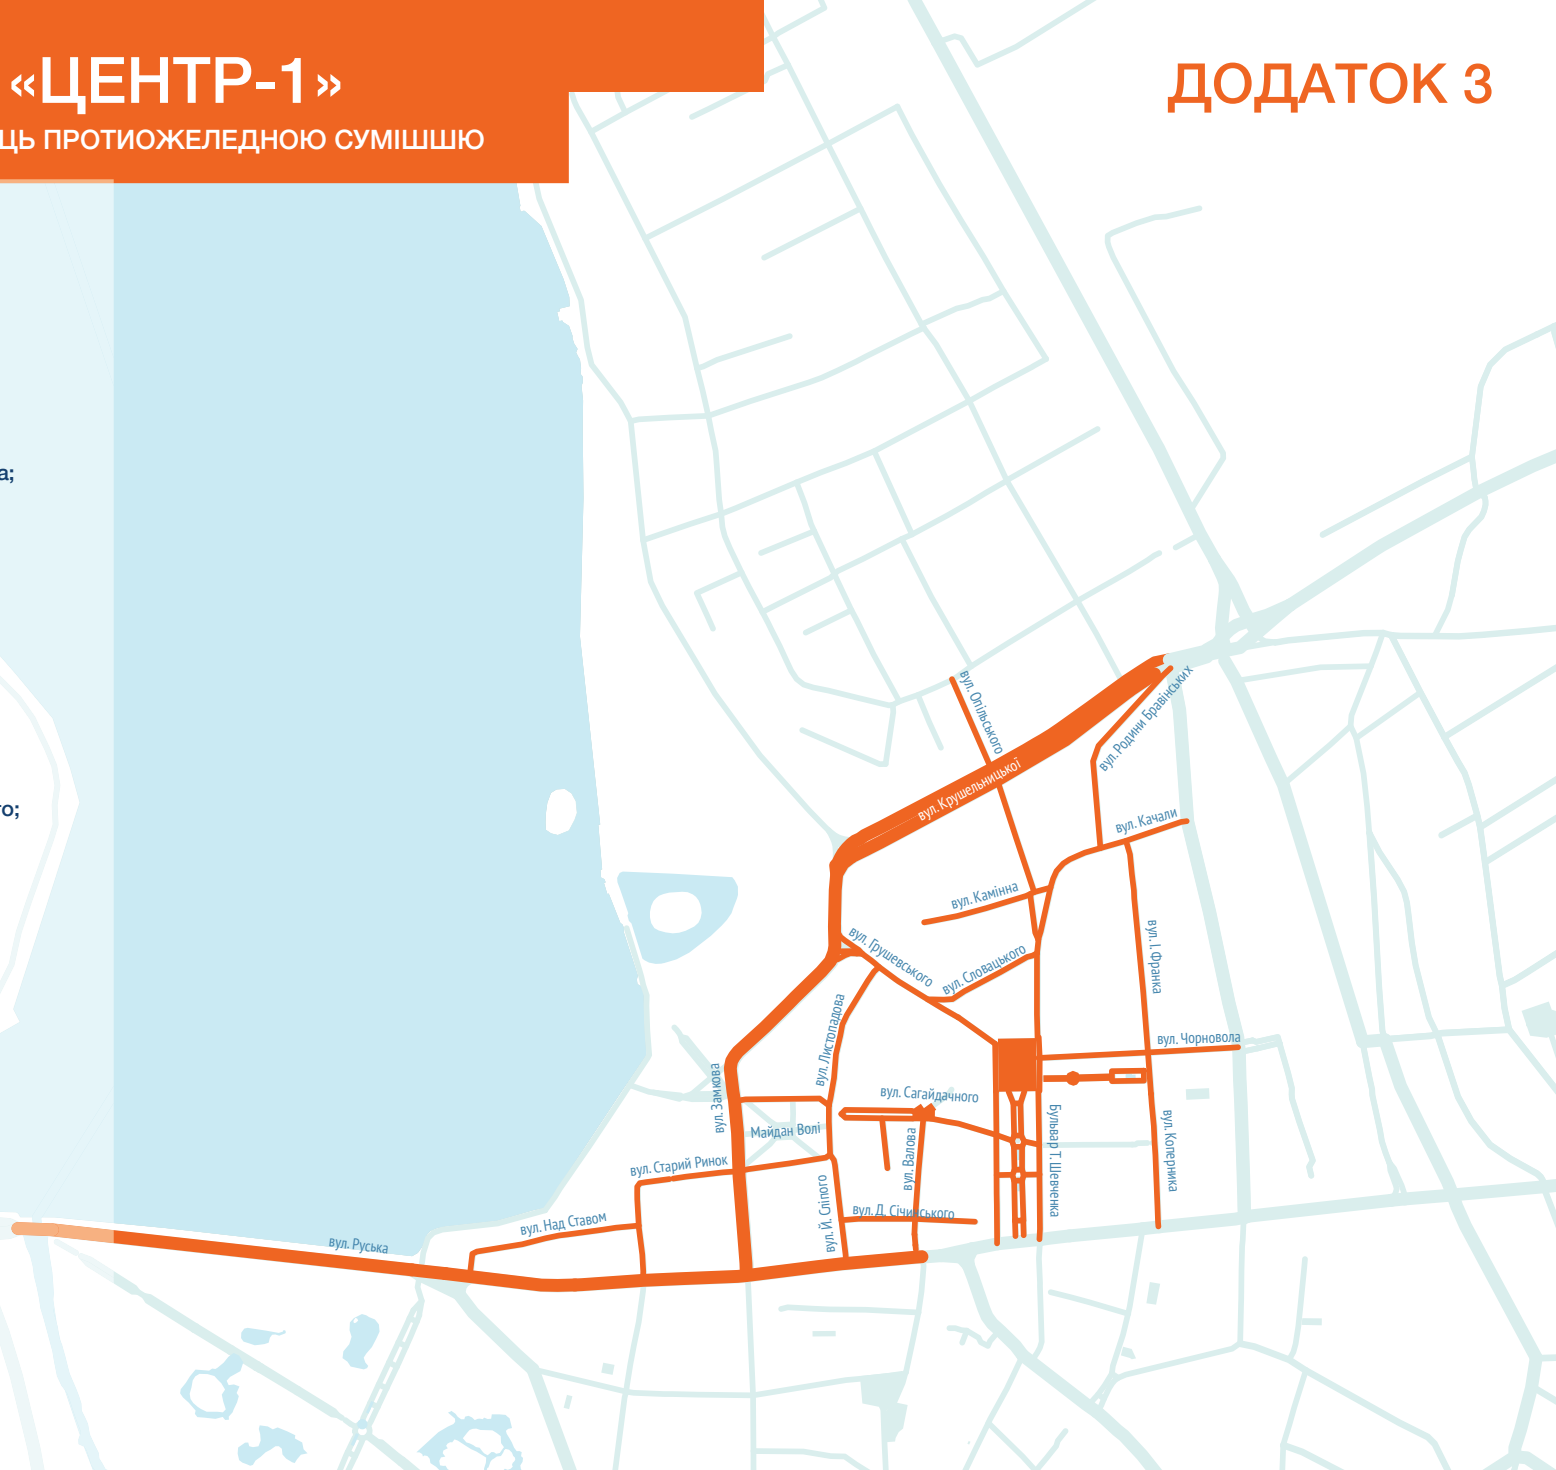 «ЦЕНТР-1»
ДОДАТОК 3
ПРОТИОЖЕЛЕДНОЮ СУМІШШЮ
вул. Опільського
вул. Родини Бравінських
вул. Крушельницької
вул. Качали
вул. Камінна
вул. Грушевського
вул. Словацького
вул. І. Франка
вул. Листопадова
вул. Чорновола
вул. Замкова
вул. Сагайдачного
Майдан Волі
вул. Валова
Бульвар Т. Шевченка
вул. Коперника
вул. Старий Ринок
вул. Й. Сліпого
вул. Д. Січинського
вул. Над Ставом
вул. Руська